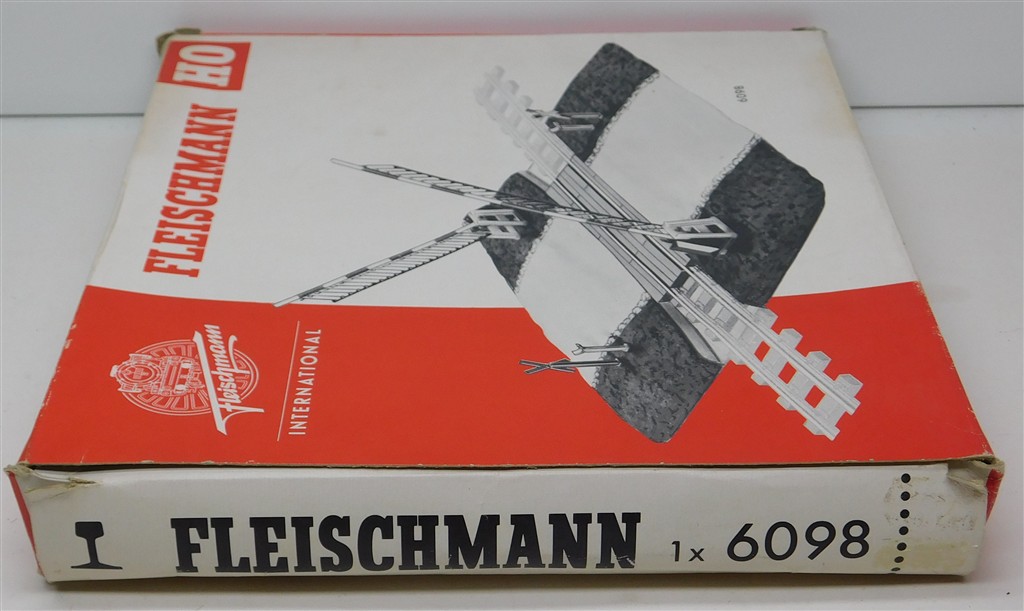 HO
FLEISCHMANN
6098
Fleischmann
INTERNATIONAL
FLEISCHMANN 1x 6098